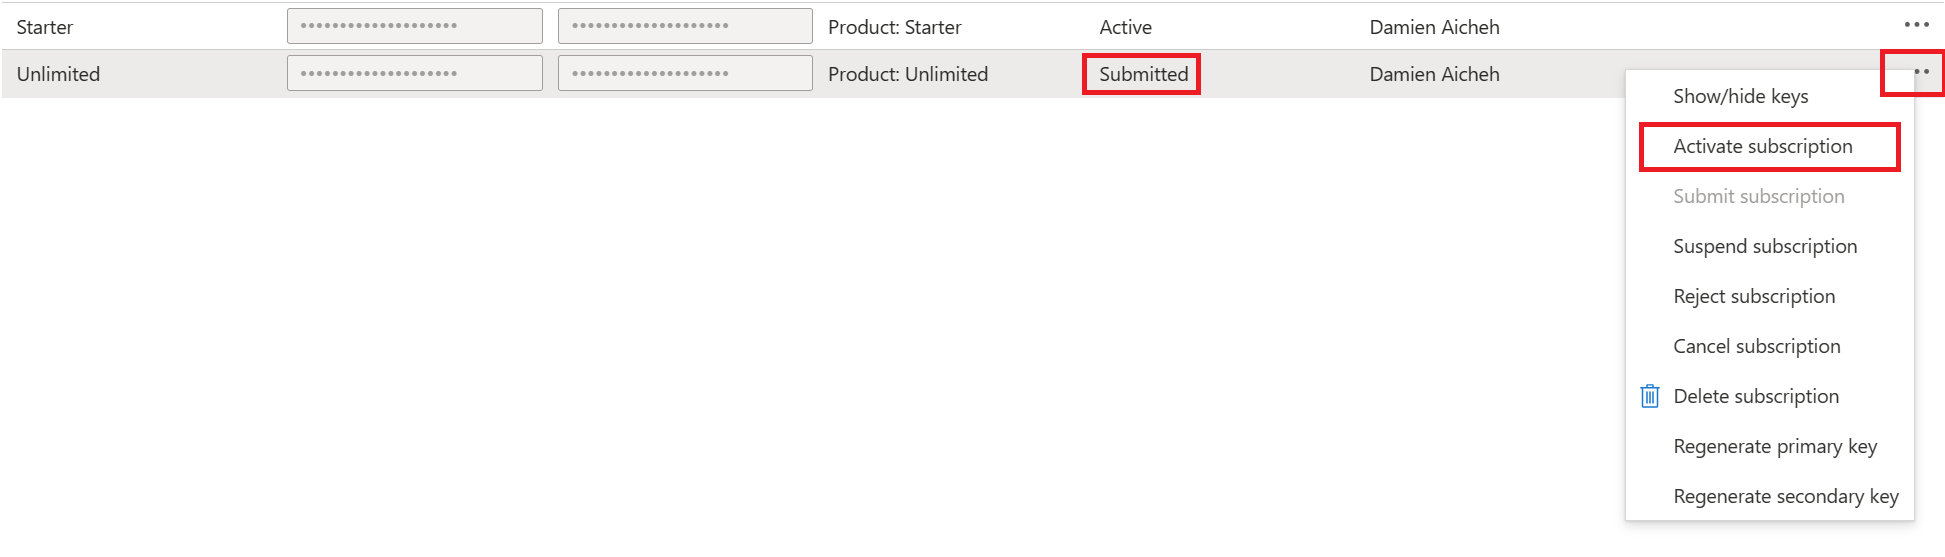 Starter •••••••••••••••••••• •••••••••••••••••••• Product: Starter Active Damien Aicheh •••
Unlimited •••••••••••••••••••• •••••••••••••••••••• Product: Unlimited Submitted Damien Aicheh ••
Show/hide keys
Activate subscription
Submit subscription
Suspend subscription
Reject subscription
Cancel subscription
Delete subscription
Regenerate primary key
Regenerate secondary key